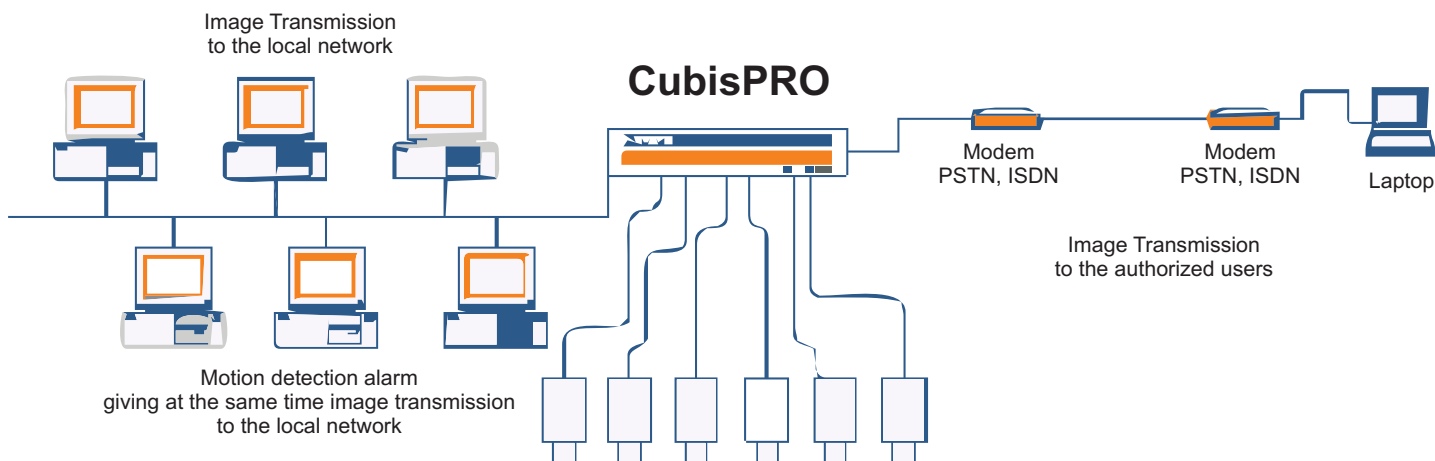 Image Transmission
to the local network
CubisPRO
Modem
PSTN, ISDN
Modem
PSTN, ISDN
Laptop
Image Transmission
to the authorized users
Motion detection alarm
giving at the same time image transmission
to the local network